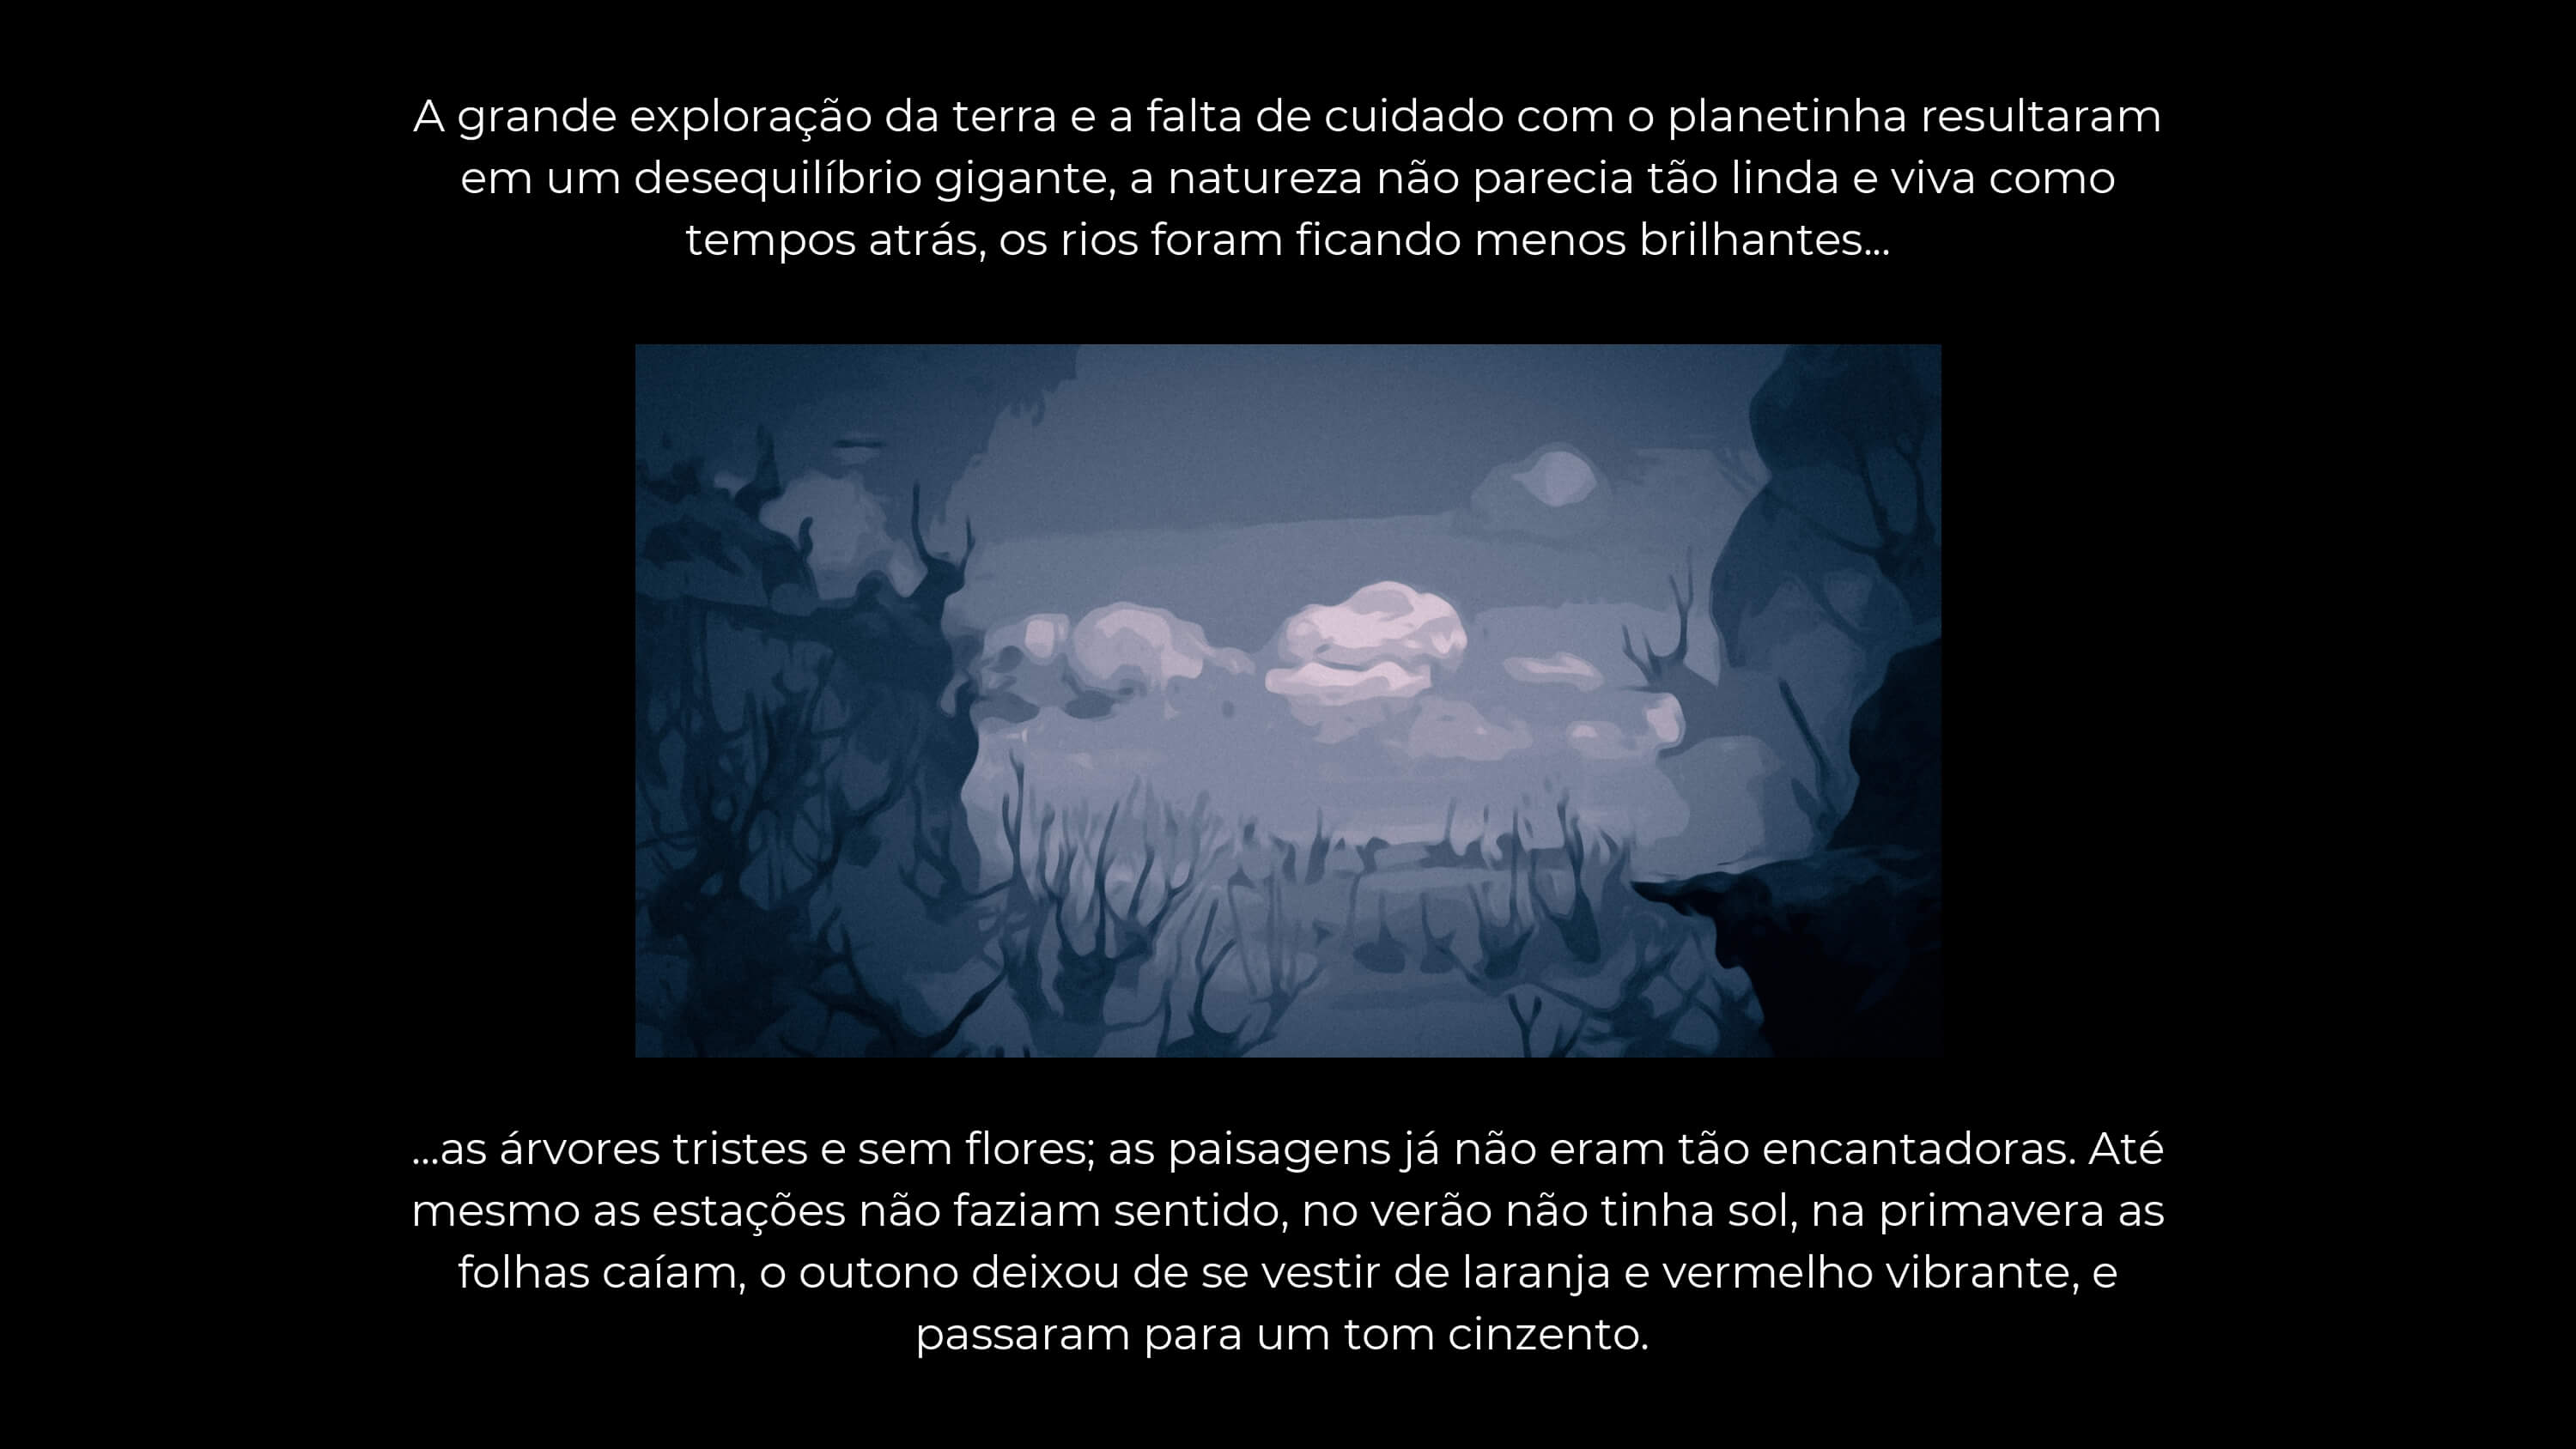 A grande exploração da terra e a falta de cuidado com o planetinha resultaram
em um desequilíbrio gigante, a natureza não parecia tão linda e viva como
tempos atrás, os rios foram ficando menos brilhantes...
...as árvores tristes e sem flores; as paisagens já não eram tão encantadoras. Até
mesmo as estações não faziam sentido, no verão não tinha sol, na primavera as
folhas caíam, o outono deixou de se vestir de laranja e vermelho vibrante, e
passaram para um tom cinzento.